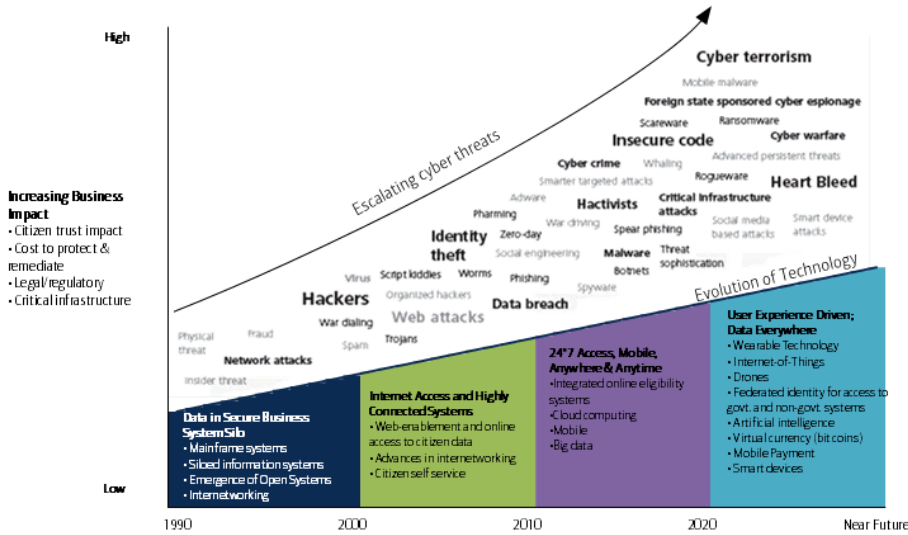 High
Cyber terrorism
Mobile malware
Foreign state sponsored cyber espionage
Scareware
Ransomware
Insecure code
Cyber warfare
Escalating cyber threats
Cyber crime
Whaling
Advanced persistent threats
Smarter targeted attacks
Rogueware
Heart Bleed
Increasing Business
Impact
• Citizen trust impact
• Cost to protect &
remediate
• Legal/regulatory
• Critical infrastructure
Adware
Hactivists
Critical Infrastructure
attacks
Pharming
War driving
Social media
based attacks
Smart device
attacks
Identity
theft
Zero-day
Spear phishing
Social engineering
Malware
Threat
sophistication
Virus
Script kiddies
Worms
Phishing
Botnets
Spyware
Evolution of Technology
Hackers
Organized hackers
Data breach
War dialing
Web attacks
Physical
threat
Fraud
Spam
Trojans
Network attacks
Insider threat
Data in Secure Business
System Silo
• Mainframe systems
• Siloed information systems
• Emergence of Open Systems
• Internetworking
Internet Access and Highly
Connected Systems
• Web-enablement and online
access to citizen data
• Advances in internetworking
• Citizen self service
24*7 Access, Mobile,
Anywhere & Anytime
•Integrated online eligibility
systems
•Cloud computing
•Mobile
•Big data
User Experience Driven;
Data Everywhere
• Wearable Technology
• Internet-of-Things
• Drones
• Federated identity for access to
govt. and non-govt. systems
• Artificial intelligence
• Virtual currency (bit coins)
• Mobile Payment
• Smart devices
Low
1990
2000
2010
2020
Near Future